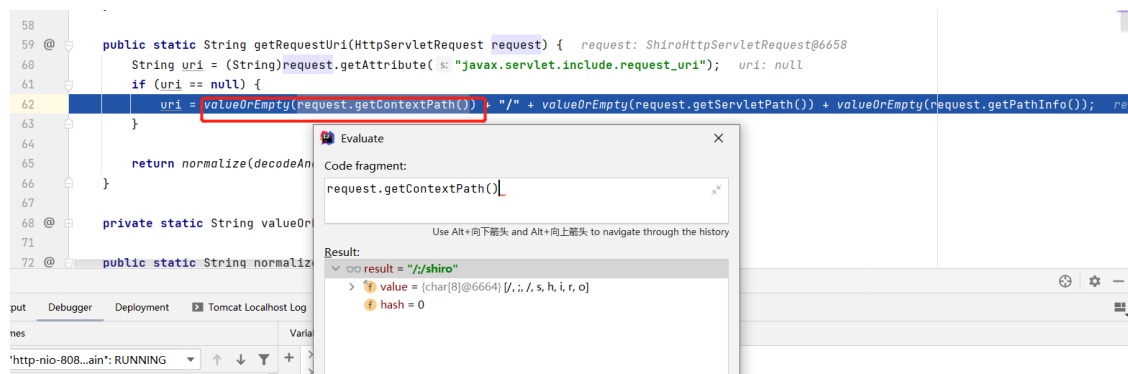 58
59 @ public static String getRequestUri(HttpServletRequest request) { request: ShiroHttpServletRequest@6658
60 String uri = (String)request.getAttribute( s: "javax.servlet.include.request_uri"); uri: null
61 if (uri == null) {
62 uri = valueOrEmpty(request.getContextPath()) + "/" + valueOrEmpty(request.getServletPath()) + valueOrEmpty(request.getPathInfo()); re
63 }
64
65 return normalize(decodeAn
66 }
67
68 @ private static String valueOr
71
72 @ public static String normaliz
Evaluate
Code fragment:
request.getContextPath()
Use Alt+向下箭头 and Alt+向上箭头 to navigate through the history
Result:
oo result = "/;/shiro"
f value = {char[8]@6664} [/, ;, /, s, h, i, r, o]
f hash = 0
put Debugger Deployment Tomcat Localhost Log
mes Varia
"http-nio-808...ain": RUNNING